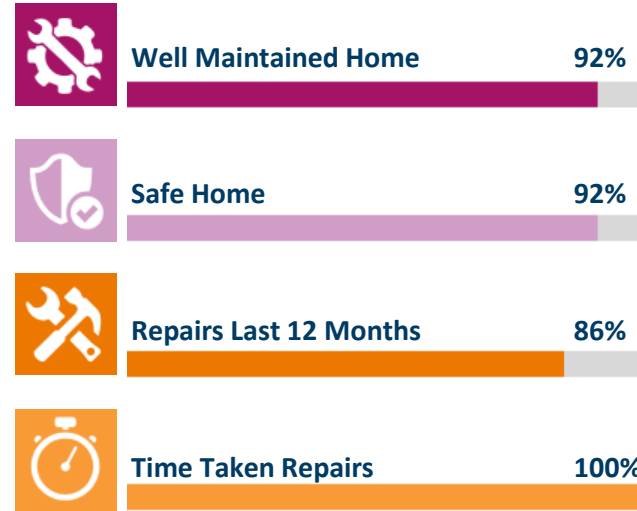 Well Maintained Home 92%
Safe Home 92%
Repairs Last 12 Months 86%
Time Taken Repairs 100%